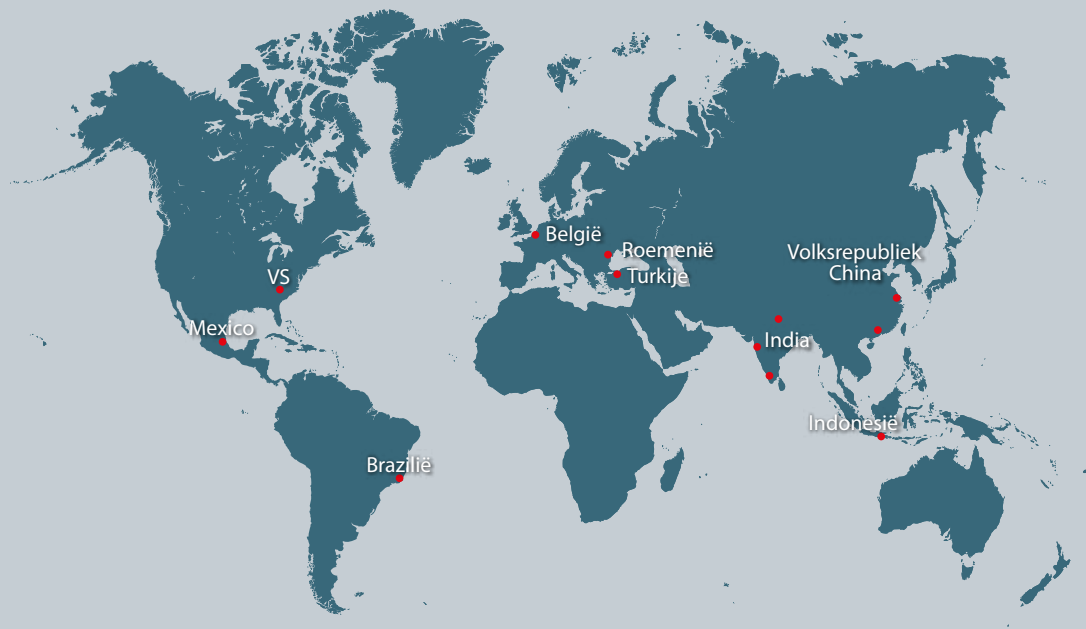 België
Roemenië
Turkije
Volksrepubliek
China
VS
Mexico
India
Indonesië
Brazilië